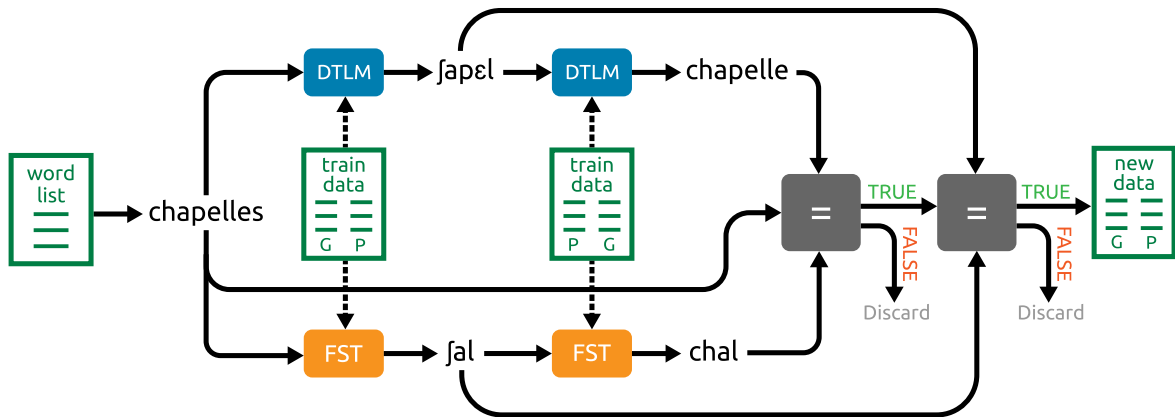 word
list
chapelles
DTLM
ʃapɛl
DTLM
chapelle
train
data
G P
train
data
P G
FST
ʃal
FST
chal
=
TRUE
FALSE
Discard
=
TRUE
FALSE
Discard
new
data
G P